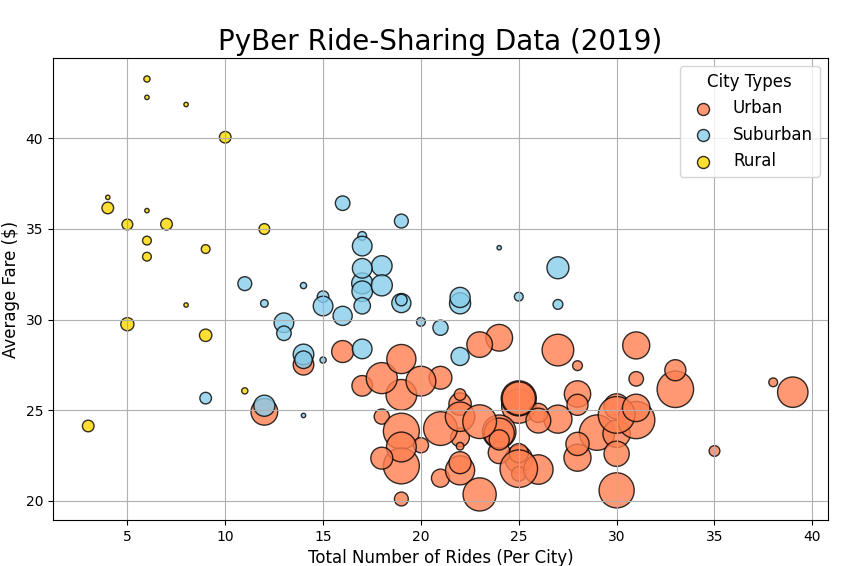 PyBer Ride-Sharing Data (2019)
City Types
Urban
Suburban
Rural
40
35
30
25
20
Average Fare ($)
5 10 15 20 25 30 35 40
Total Number of Rides (Per City)